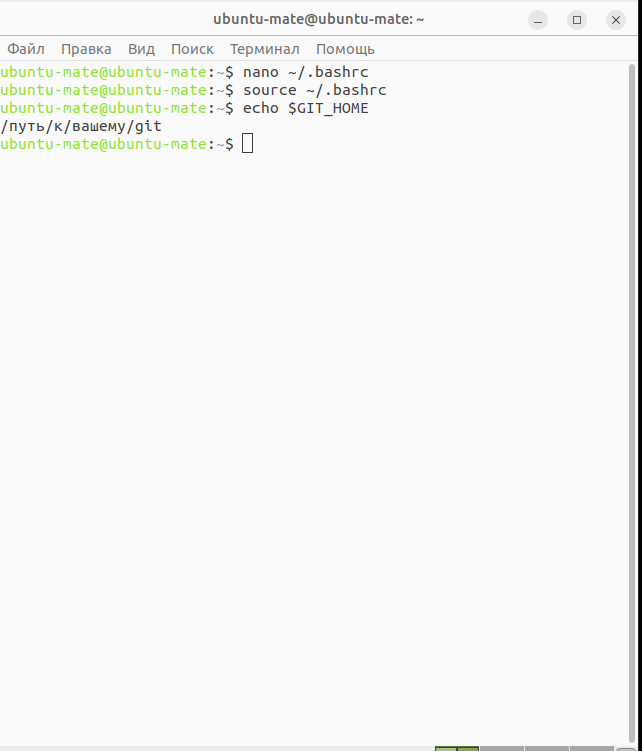 ubuntu-mate@ubuntu-mate: ~
Файл Правка Вид Поиск Терминал Помощь
ubuntu-mate@ubuntu-mate:~$ nano ~/.bashrc
ubuntu-mate@ubuntu-mate:~$ source ~/.bashrc
ubuntu-mate@ubuntu-mate:~$ echo $GIT_HOME
/путь/к/вашему/git
ubuntu-mate@ubuntu-mate:~$